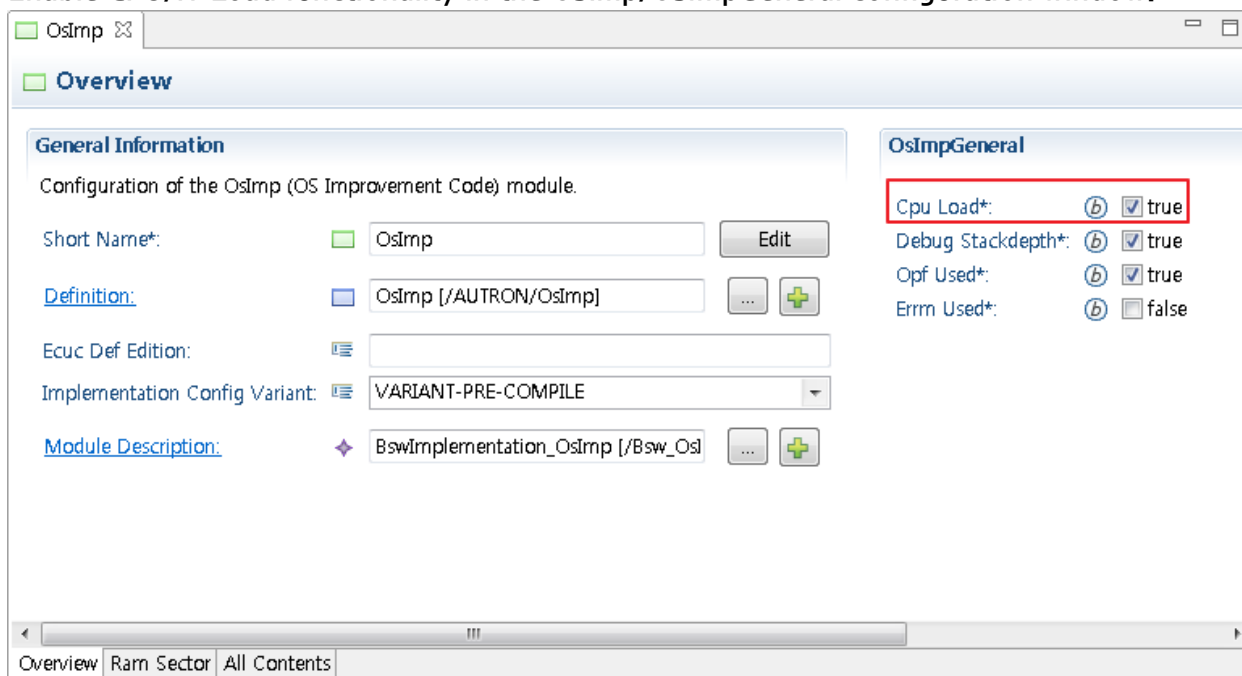 OsImp
Overview
General Information
Configuration of the OsImp (OS Improvement Code) module.
Short Name*: OsImp Edit
Definition: OsImp [/AUTRON/OsImp] ...
Ecuc Def Edition:
Implementation Config Variant: VARIANT-PRE-COMPILE
Module Description: BswImplementation_OsImp [/Bsw_OsI ...
OsImpGeneral
Cpu Load*: b true
Debug Stackdepth*: b true
Opf Used*: b true
Errm Used*: b false
Overview Ram Sector All Contents